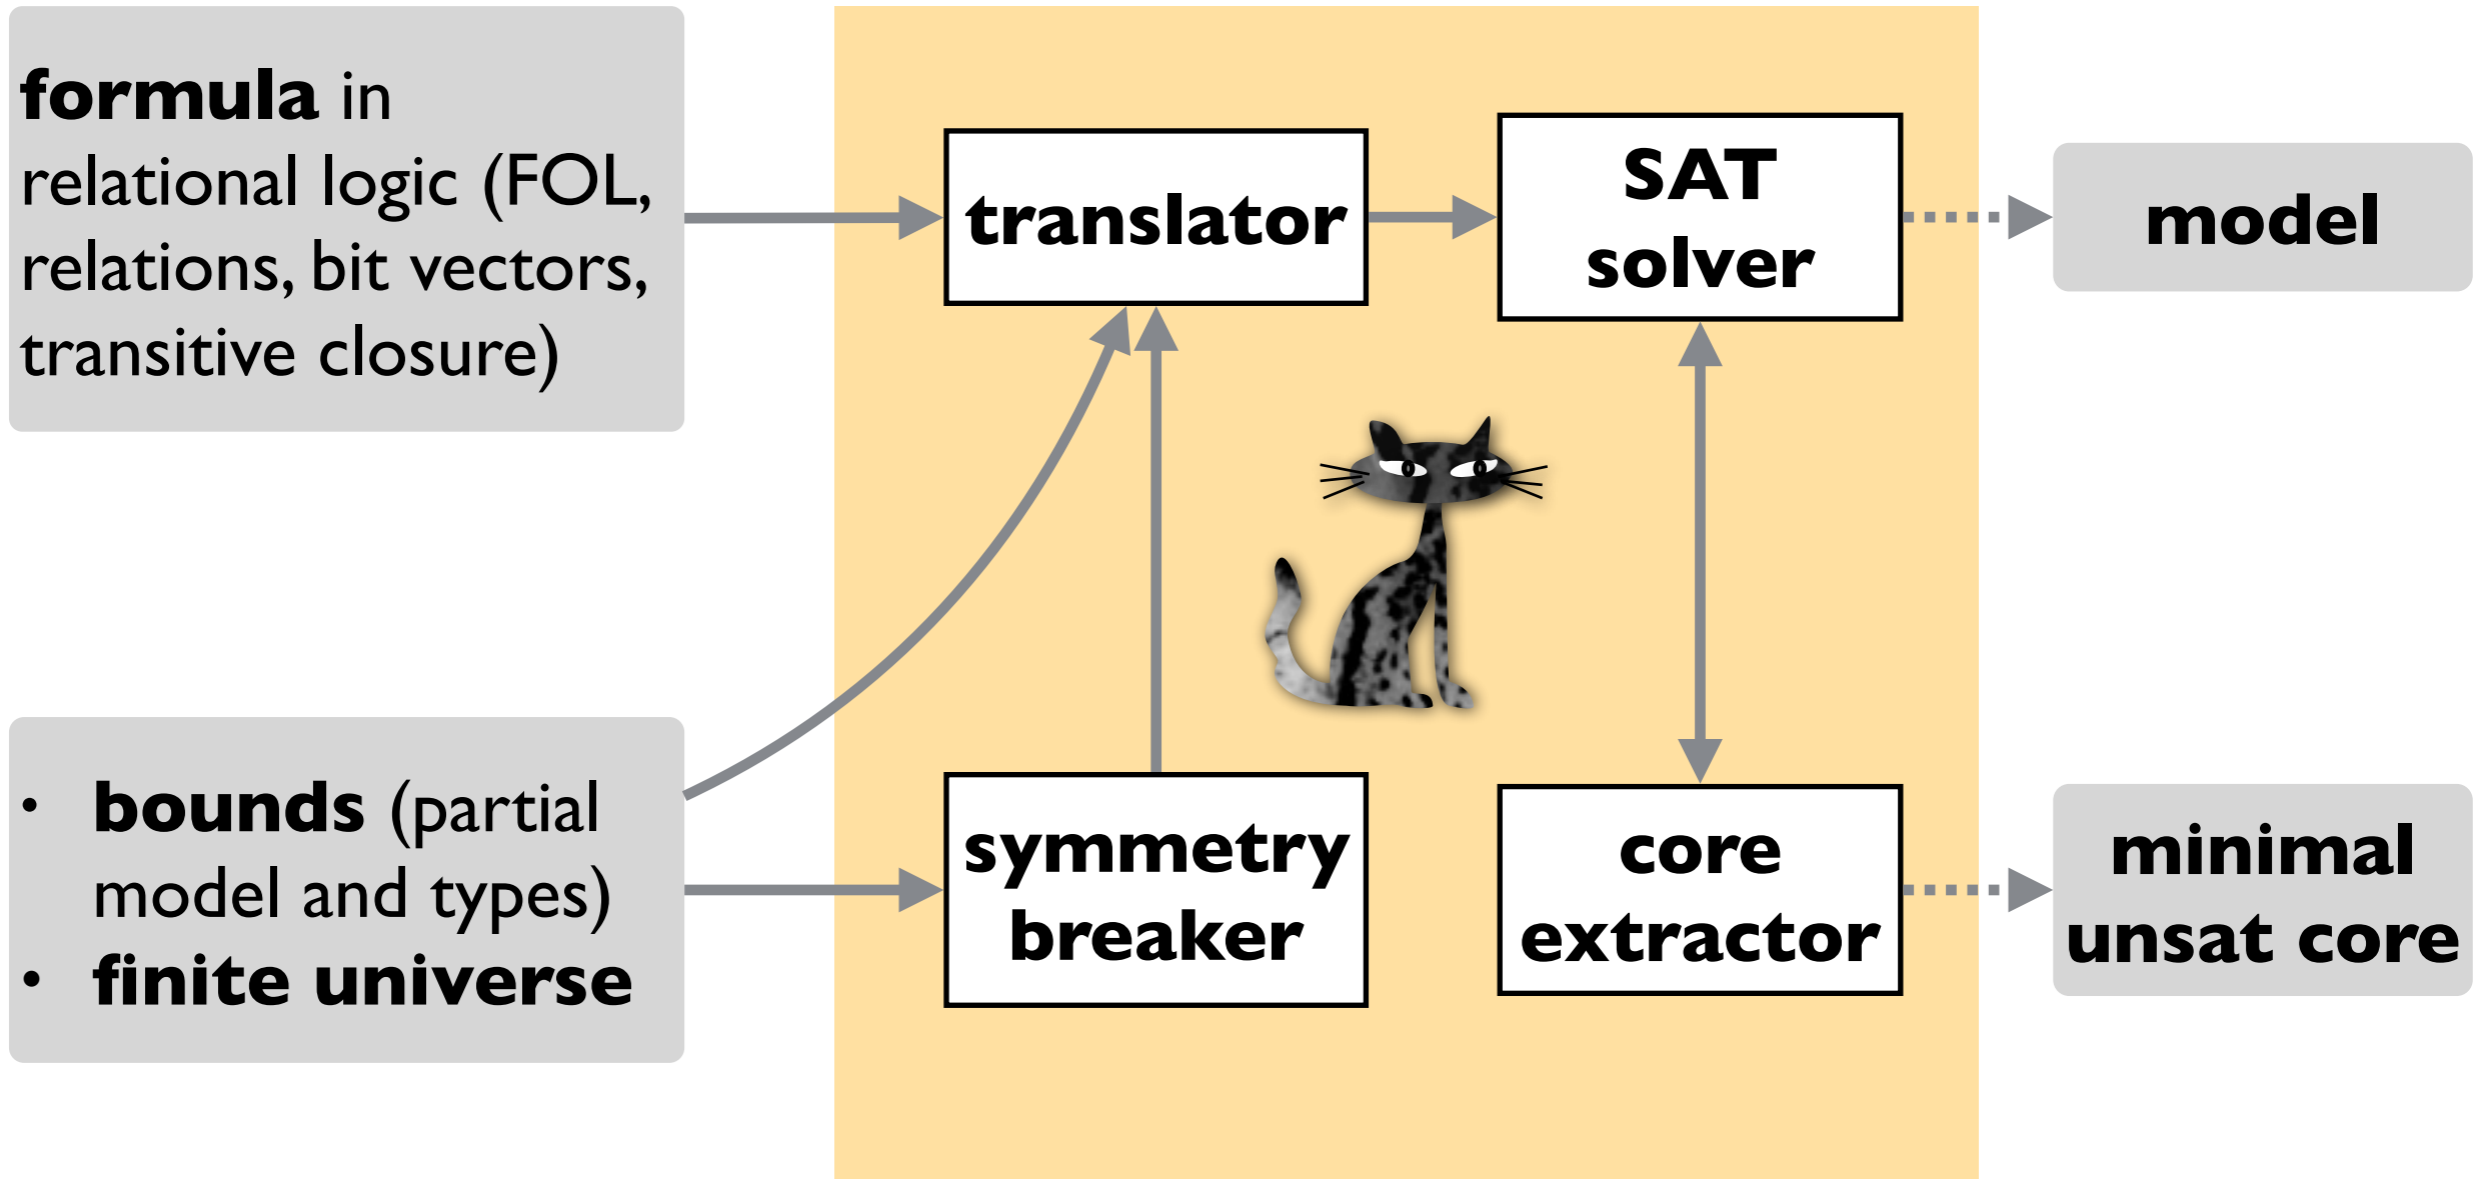 formula in
relational logic (FOL,
relations, bit vectors,
transitive closure)
translator
SAT
solver
model
• bounds (partial
model and types)
• finite universe
symmetry
breaker
core
extractor
minimal
unsat core